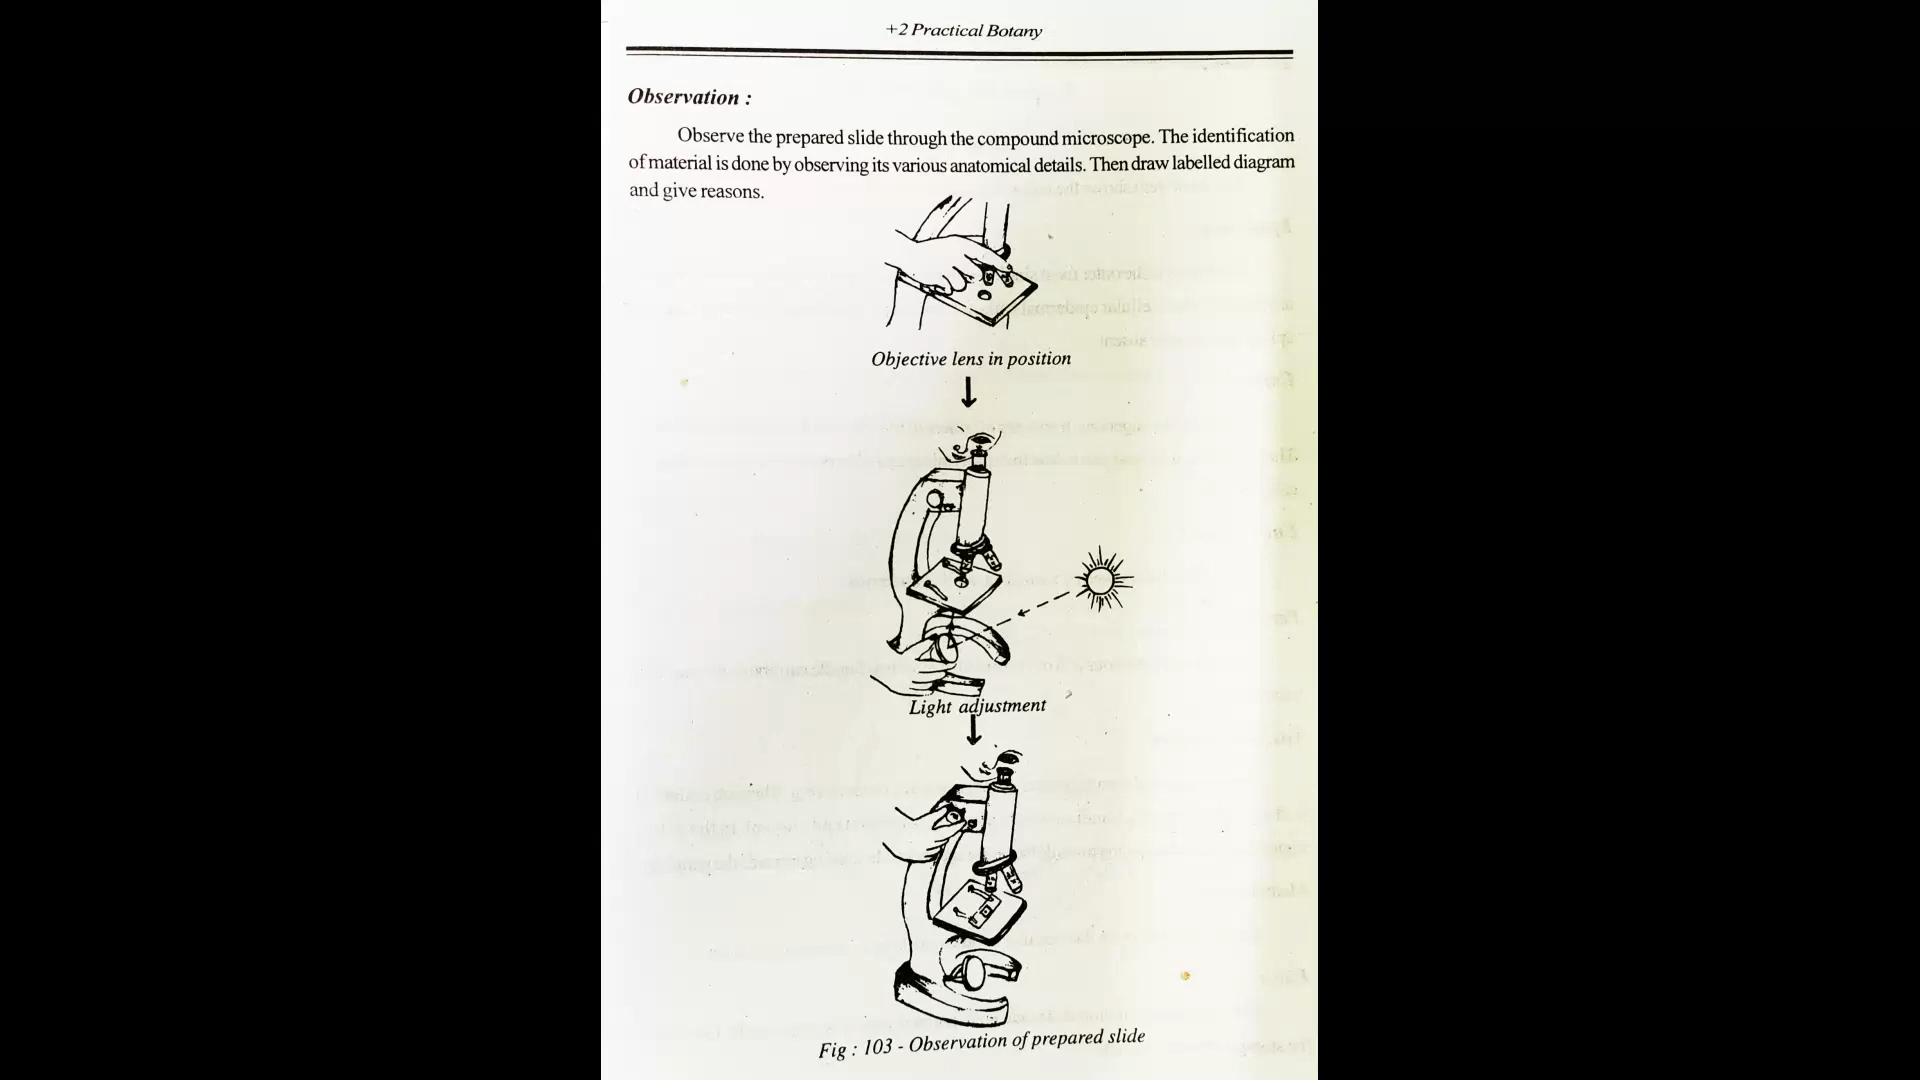 +2 Practical Botany
Observation :
Observe the prepared slide through the compound microscope. The identification
of material is done by observing its various anatomical details. Then draw labelled diagram
and give reasons.
Objective lens in position
Light adjustment
Fig : 103 - Observation of prepared slide